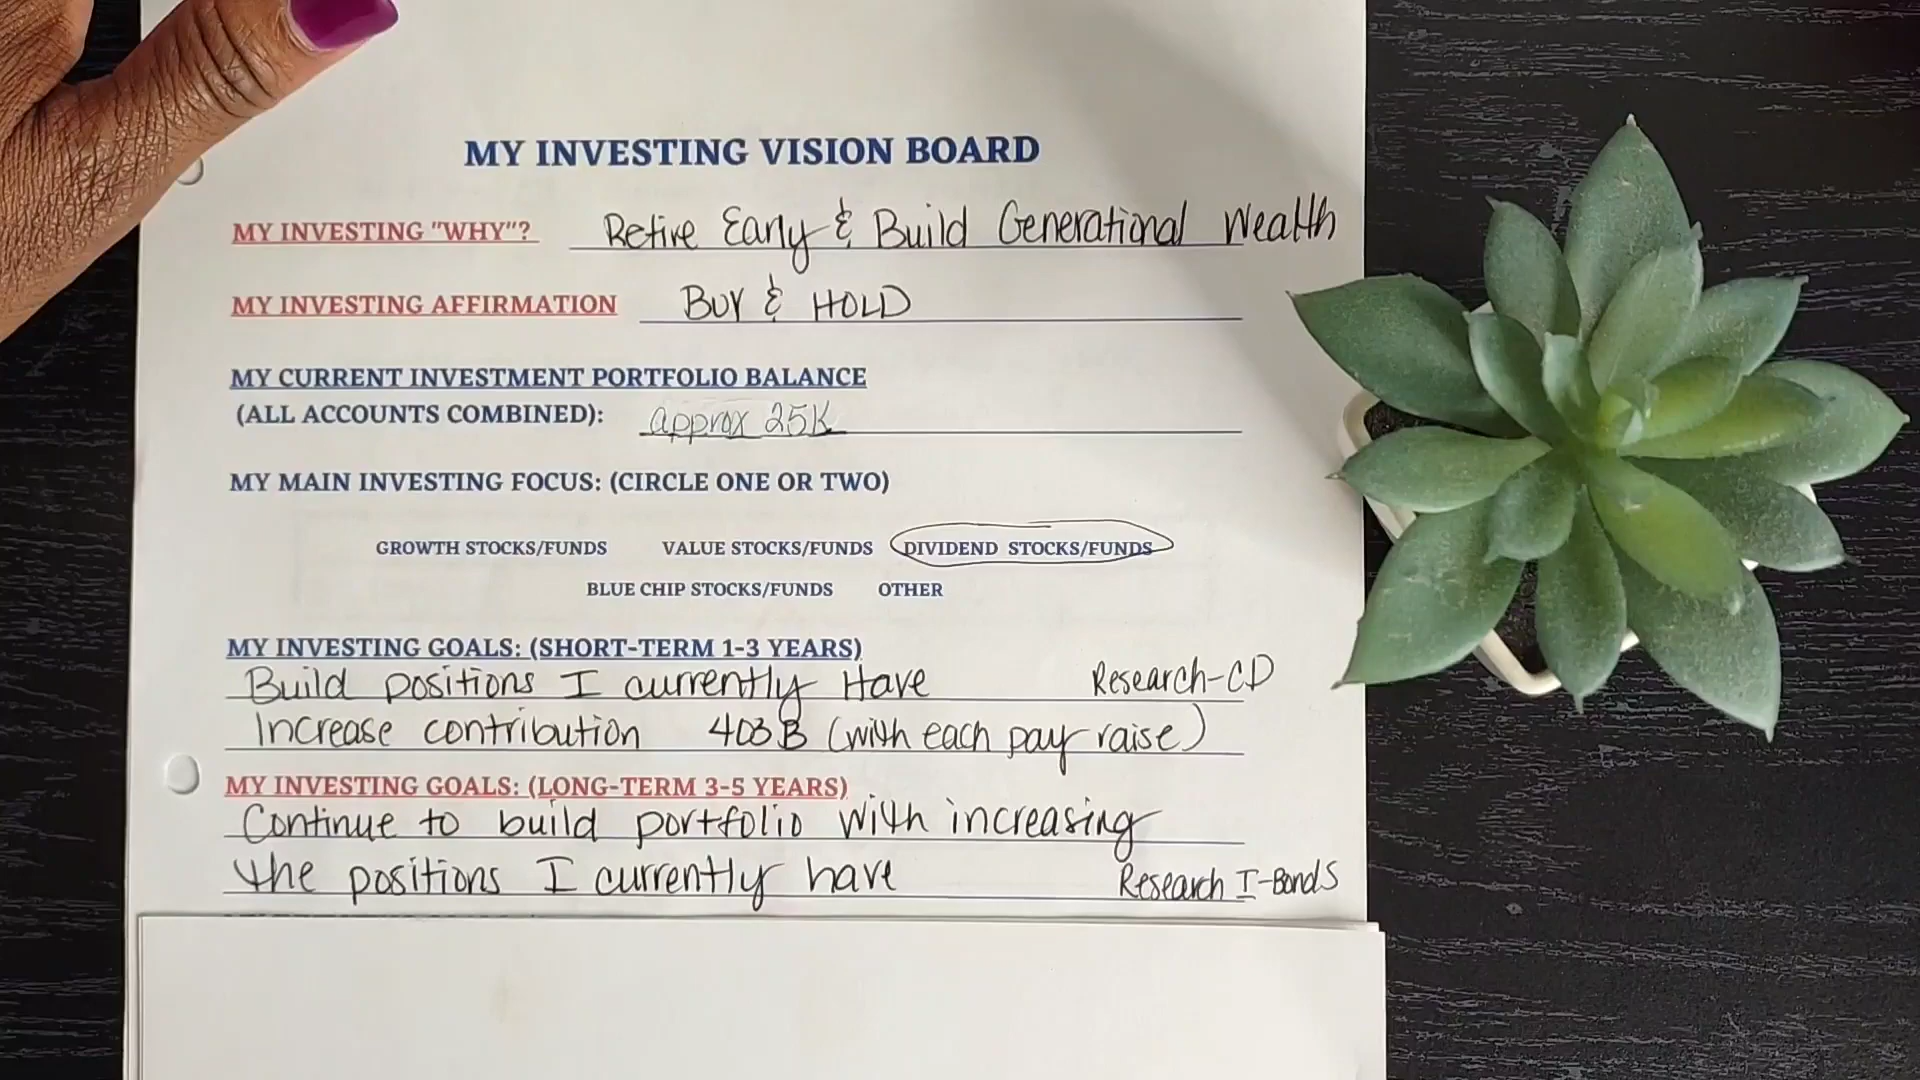 MY INVESTING VISION BOARD
MY INVESTING "WHY"? Retire Early & Build Generational Wealth
MY INVESTING AFFIRMATION BUY & HOLD
MY CURRENT INVESTMENT PORTFOLIO BALANCE
(ALL ACCOUNTS COMBINED): approx 25K
MY MAIN INVESTING FOCUS: (CIRCLE ONE OR TWO)
GROWTH STOCKS/FUNDS VALUE STOCKS/FUNDS DIVIDEND STOCKS/FUNDS
BLUE CHIP STOCKS/FUNDS OTHER
MY INVESTING GOALS: (SHORT-TERM 1-3 YEARS)
Build positions I currently Have Research-CD
Increase contribution 403B (with each pay raise)
MY INVESTING GOALS: (LONG-TERM 3-5 YEARS)
Continue to build portfolio with increasing
the positions I currently have Research I-Bonds